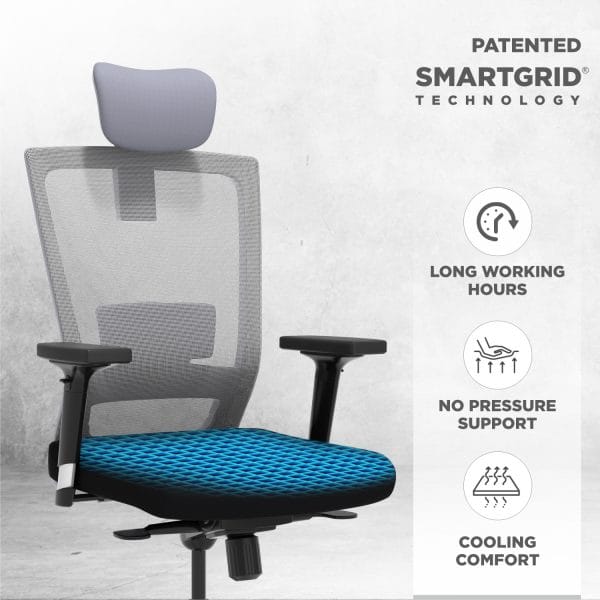 PATENTED
SMARTGRID®
TECHNOLOGY
LONG WORKING
HOURS
NO PRESSURE
SUPPORT
COOLING
COMFORT